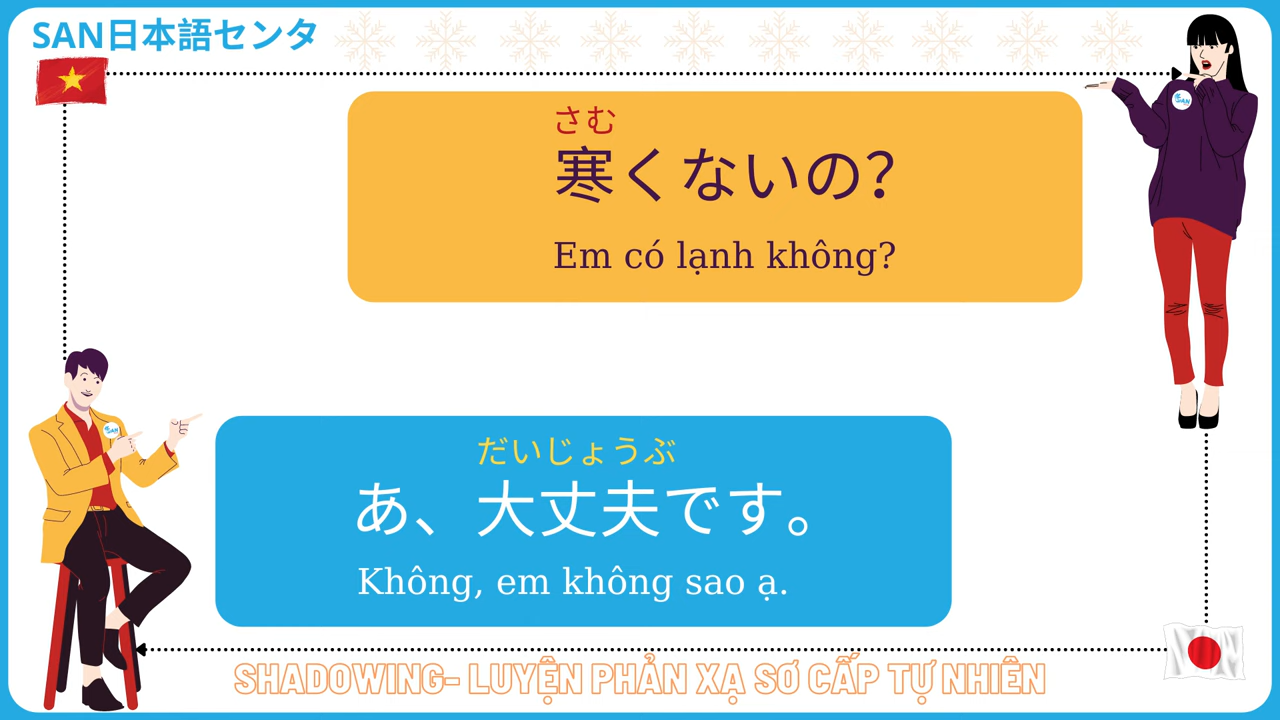 SAN日本語センタ
さむ
寒くないの?
Em có lạnh không?
だいじょうぶ
あ、大丈夫です。
Không, em không sao ạ.
SHADOWING- LUYỆN PHẢN XẠ SƠ CẤP TỰ NHIÊN